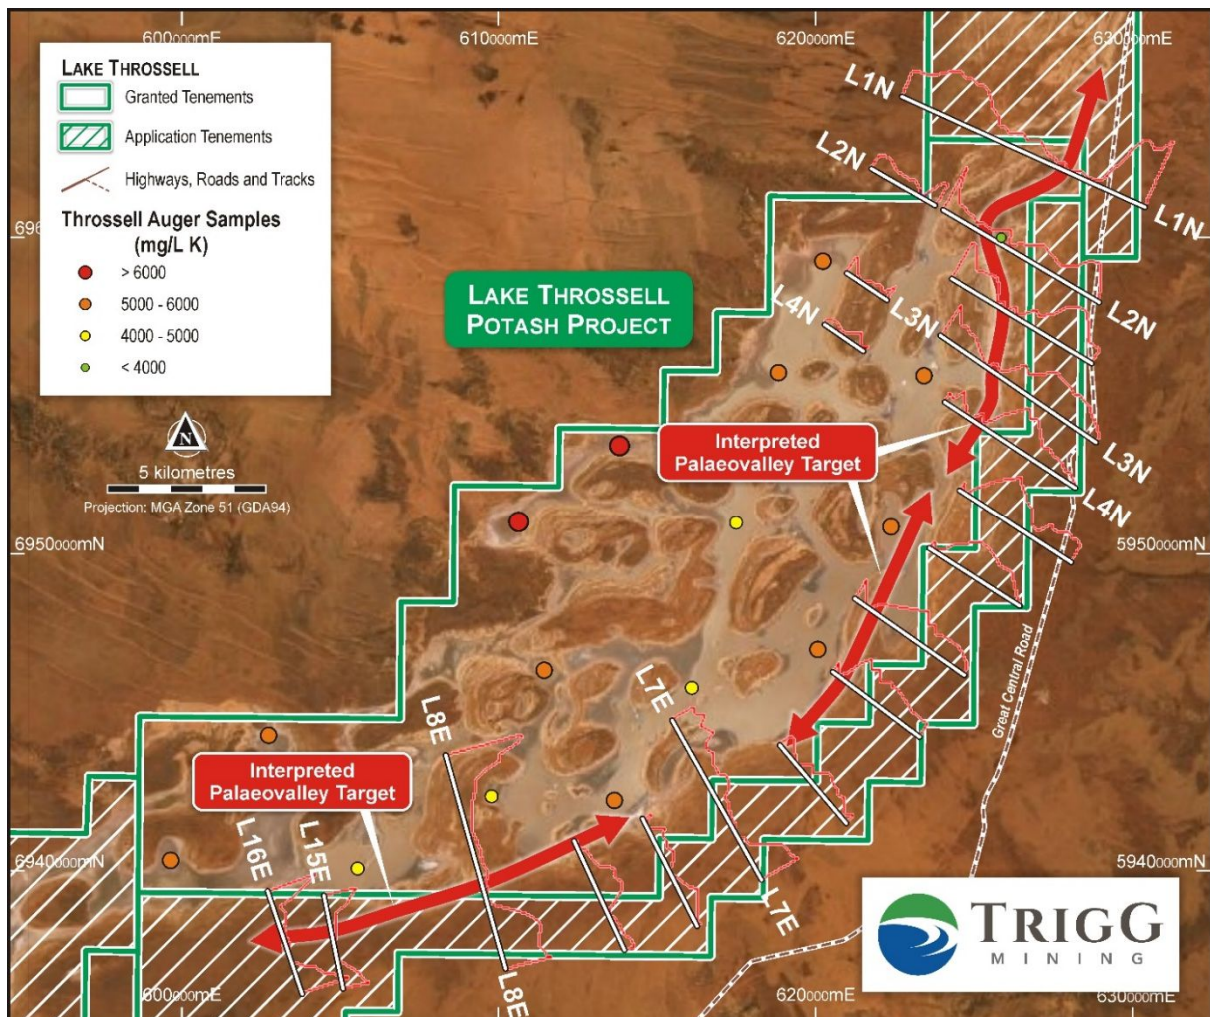 600000mE
610000mE
620000mE
630000mE
LAKE THROSSELL
Granted Tenements
Application Tenements
Highways, Roads and Tracks
Throssell Auger Samples
(mg/L K)
> 6000
5000 - 6000
4000 - 5000
< 4000
N
5 kilometres
Projection: MGA Zone 51 (GDA94)
696
LAKE THROSSELL
POTASH PROJECT
L1N
L2N
L1N
L4N
L3N
L2N
Interpreted
Palaeovalley Target
L3N
L4N
6950000mN
5950000mN
Great Central Road
L7E
L8E
Interpreted
Palaeovalley Target
L16E
L15E
6940000mN
5940000mN
L7E
L8E
TRIGG
MINING
600000mE
620000mE
630000mE